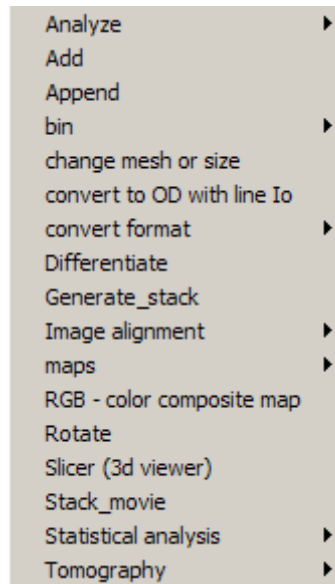 Analyze
Add
Append
bin
change mesh or size
convert to OD with line Io
convert format
Differentiate
Generate_stack
Image alignment
maps
RGB - color composite map
Rotate
Slicer (3d viewer)
Stack_movie
Statistical analysis
Tomography